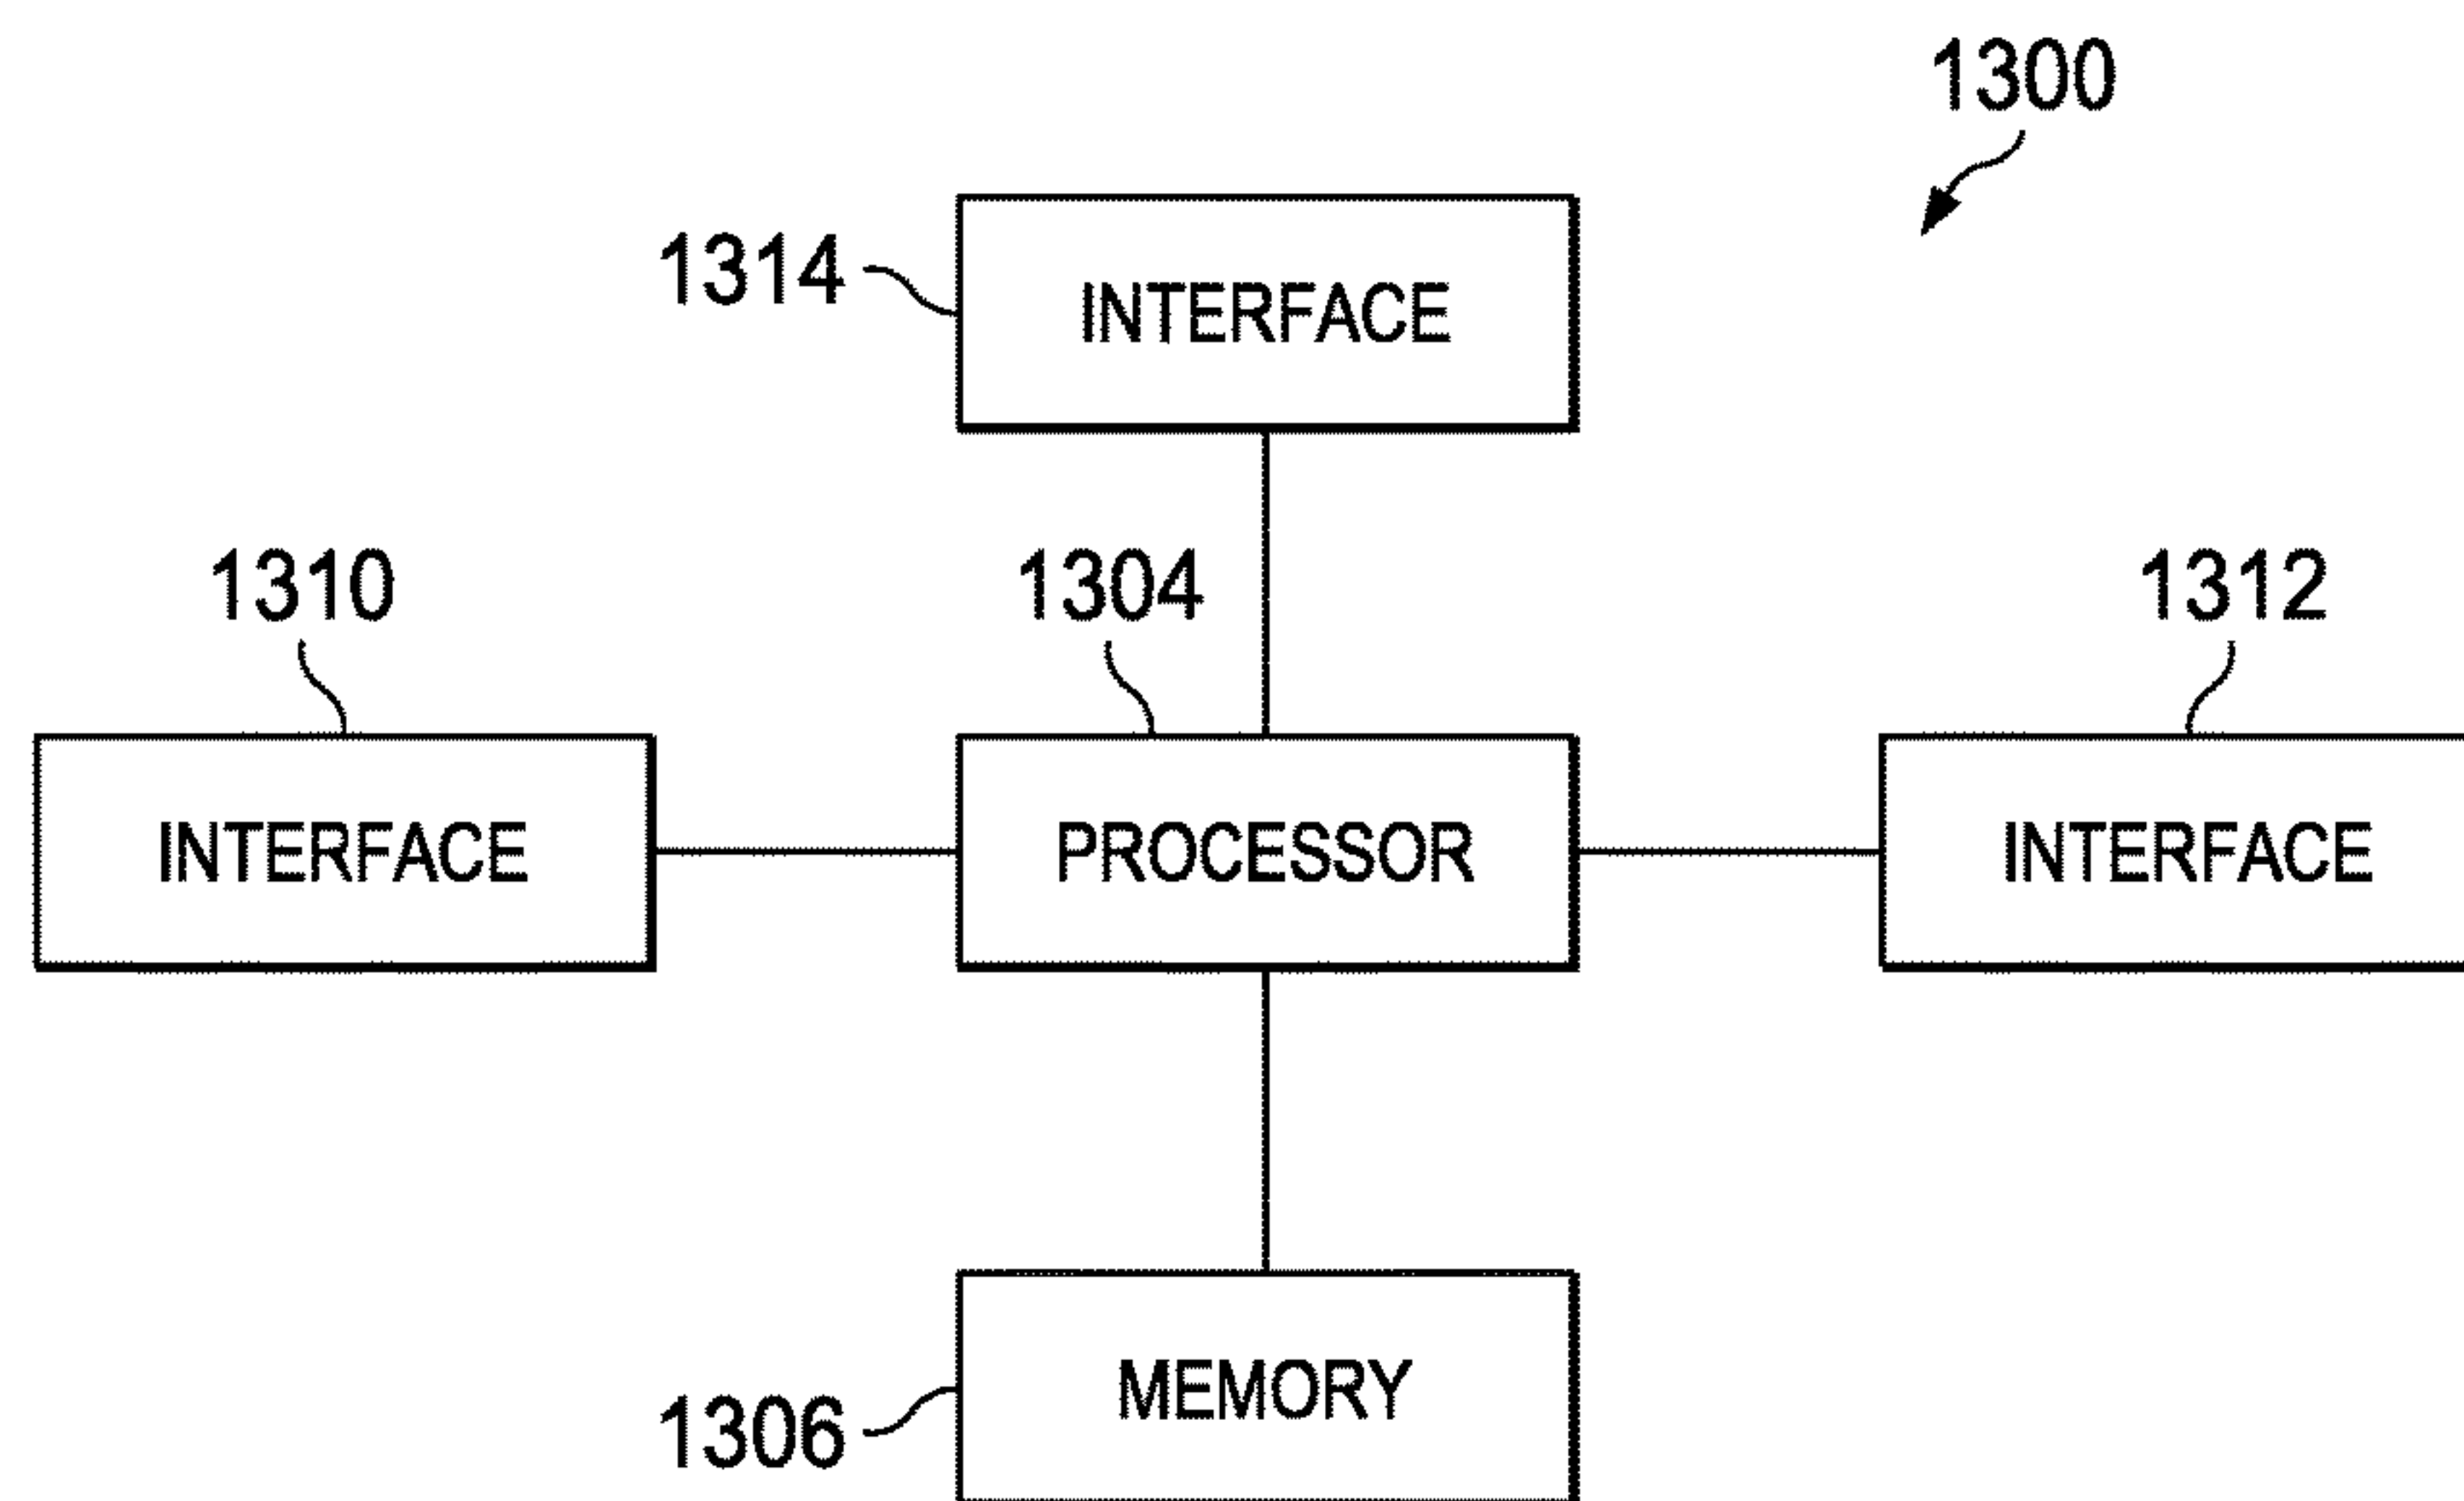 1300
1314
INTERFACE
1310
1304
1312
INTERFACE
PROCESSOR
INTERFACE
MEMORY
1306